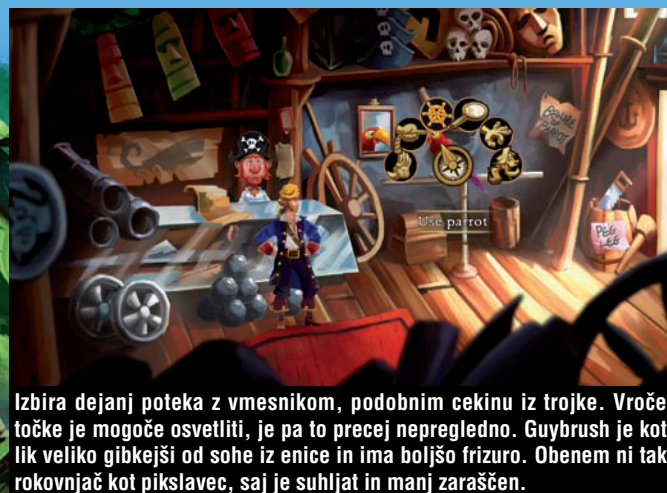 BEWARE
PARROT
Use parrot
PEG
LEG
Izbira dejanj poteka z vmesnikom, podobnim cekinu iz trojke. Vroče
točke je mogoče osvetliti, je pa to precej nepregledno. Guybrush je kot
lik veliko gibkejši od sohe iz enice in ima boljšo frizuro. Obenem ni tak
rokovnjač kot pikslavec, saj je suhljat in manj zaraščen.